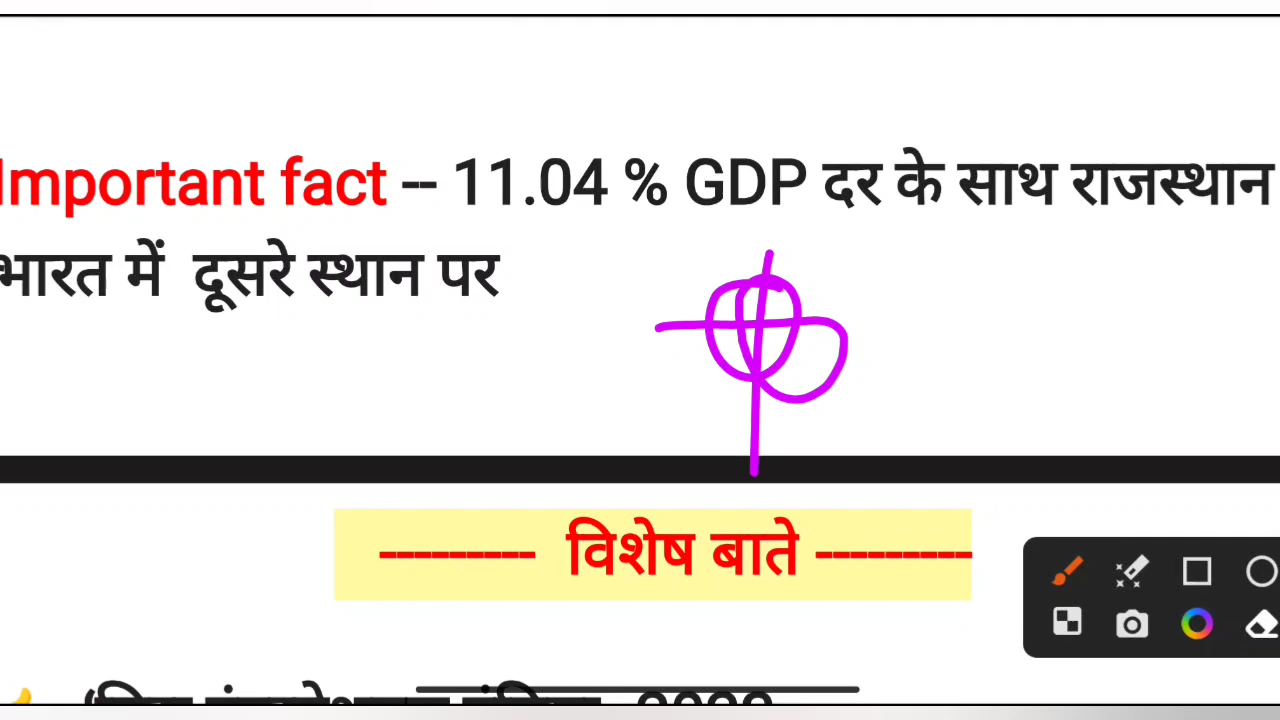 Important fact -- 11.04 % GDP दर के साथ राजस्थान
भारत में दूसरे स्थान पर
--------- विशेष बाते ---------